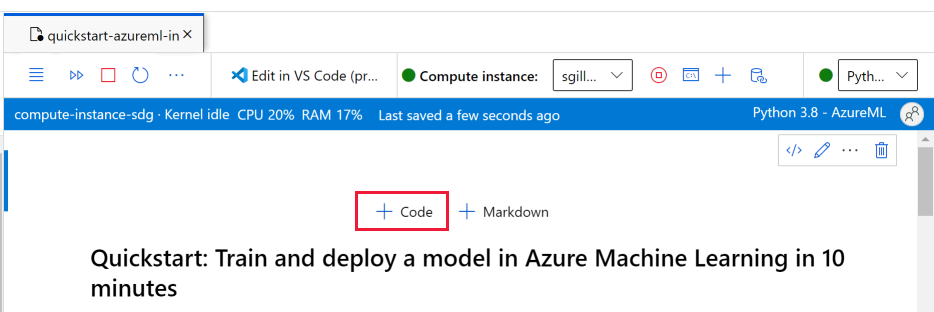 quickstart-azureml-in
Edit in VS Code (pr... Compute instance: sgill... Pyth...
compute-instance-sdg · Kernel idle CPU 20% RAM 17% Last saved a few seconds ago Python 3.8 - AzureML
+ Code + Markdown
Quickstart: Train and deploy a model in Azure Machine Learning in 10
minutes